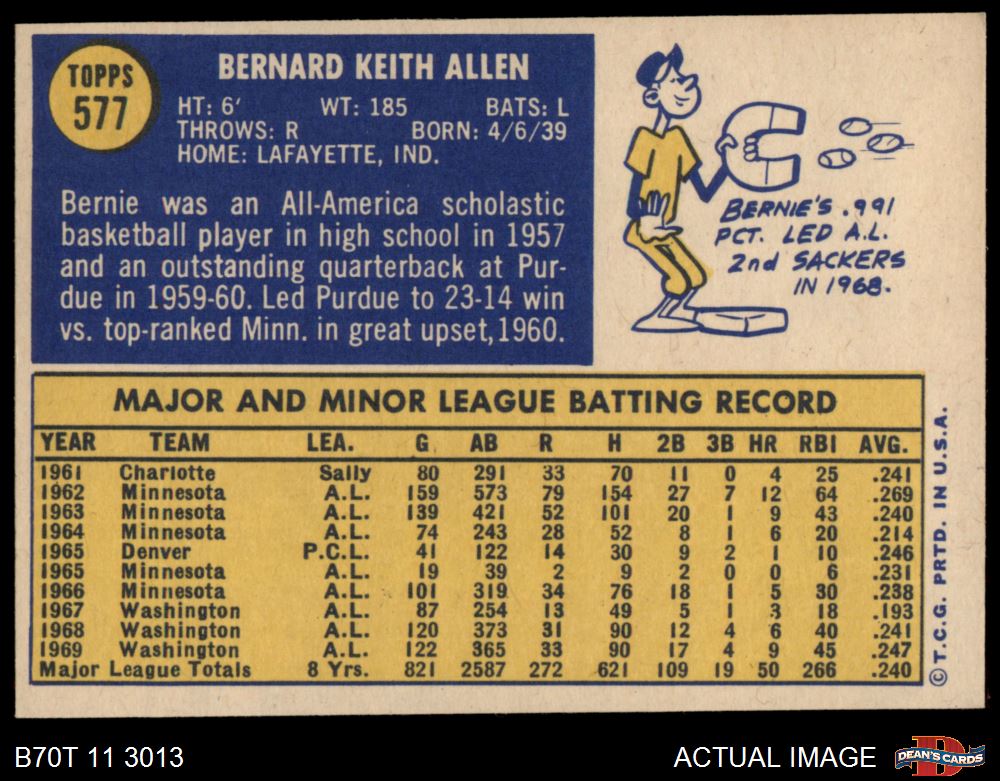 TOPPS
577
BERNARD KEITH ALLEN
HT: 6' WT: 185 BATS: L
THROWS: R BORN: 4/6/39
HOME: LAFAYETTE, IND.
Bernie was an All-America scholastic
basketball player in high school in 1957
and an outstanding quarterback at Pur-
due in 1959-60. Led Purdue to 23-14 win
vs. top-ranked Minn. in great upset, 1960.
BERNIE'S .991
PCT. LED A.L.
2nd SACKERS
IN 1968.
MAJOR AND MINOR LEAGUE BATTING RECORD
YEAR TEAM LEA. G AB R H 2B 3B HR RBI AVG.
1961 Charlotte Sally 80 291 33 70 11 0 4 25 .241
1962 Minnesota A.L. 159 573 79 154 27 7 12 64 .269
1963 Minnesota A.L. 139 421 52 101 20 1 9 43 .240
1964 Minnesota A.L. 74 243 28 52 8 1 6 20 .214
1965 Denver P.C.L. 41 122 14 30 9 2 1 10 .246
1965 Minnesota A.L. 19 39 2 9 2 0 0 6 .231
1966 Minnesota A.L. 101 319 34 76 18 1 5 30 .238
1967 Washington A.L. 87 254 13 49 5 1 3 18 .193
1968 Washington A.L. 120 373 31 90 12 4 6 40 .241
1969 Washington A.L. 122 365 33 90 17 4 9 45 .247
Major League Totals 8 Yrs. 821 2587 272 621 109 19 50 266 .240
©T.C.G. PRTD. IN U.S.A.
B70T 11 3013
ACTUAL IMAGE
D
DEAN'S CARDS